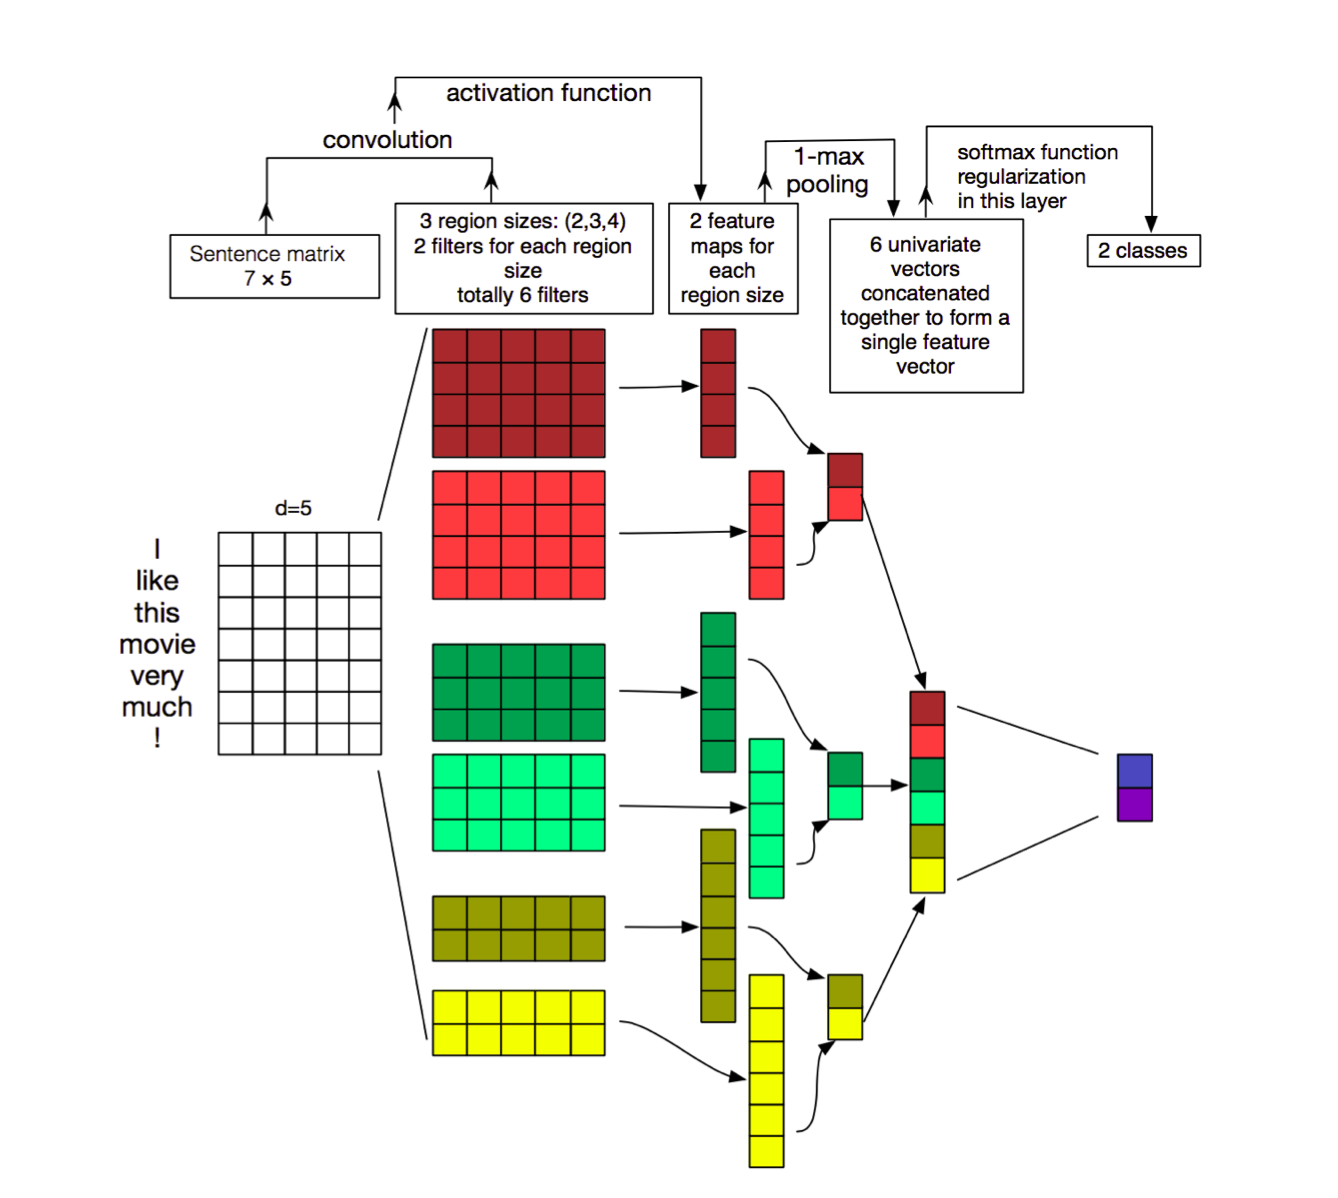 activation function
convolution
1-max
pooling
softmax function
regularization
in this layer
Sentence matrix
7 × 5
3 region sizes: (2,3,4)
2 filters for each region
size
totally 6 filters
2 feature
maps for
each
region size
6 univariate
vectors
concatenated
together to form a
single feature
vector
2 classes
d=5
I
like
this
movie
very
much
!